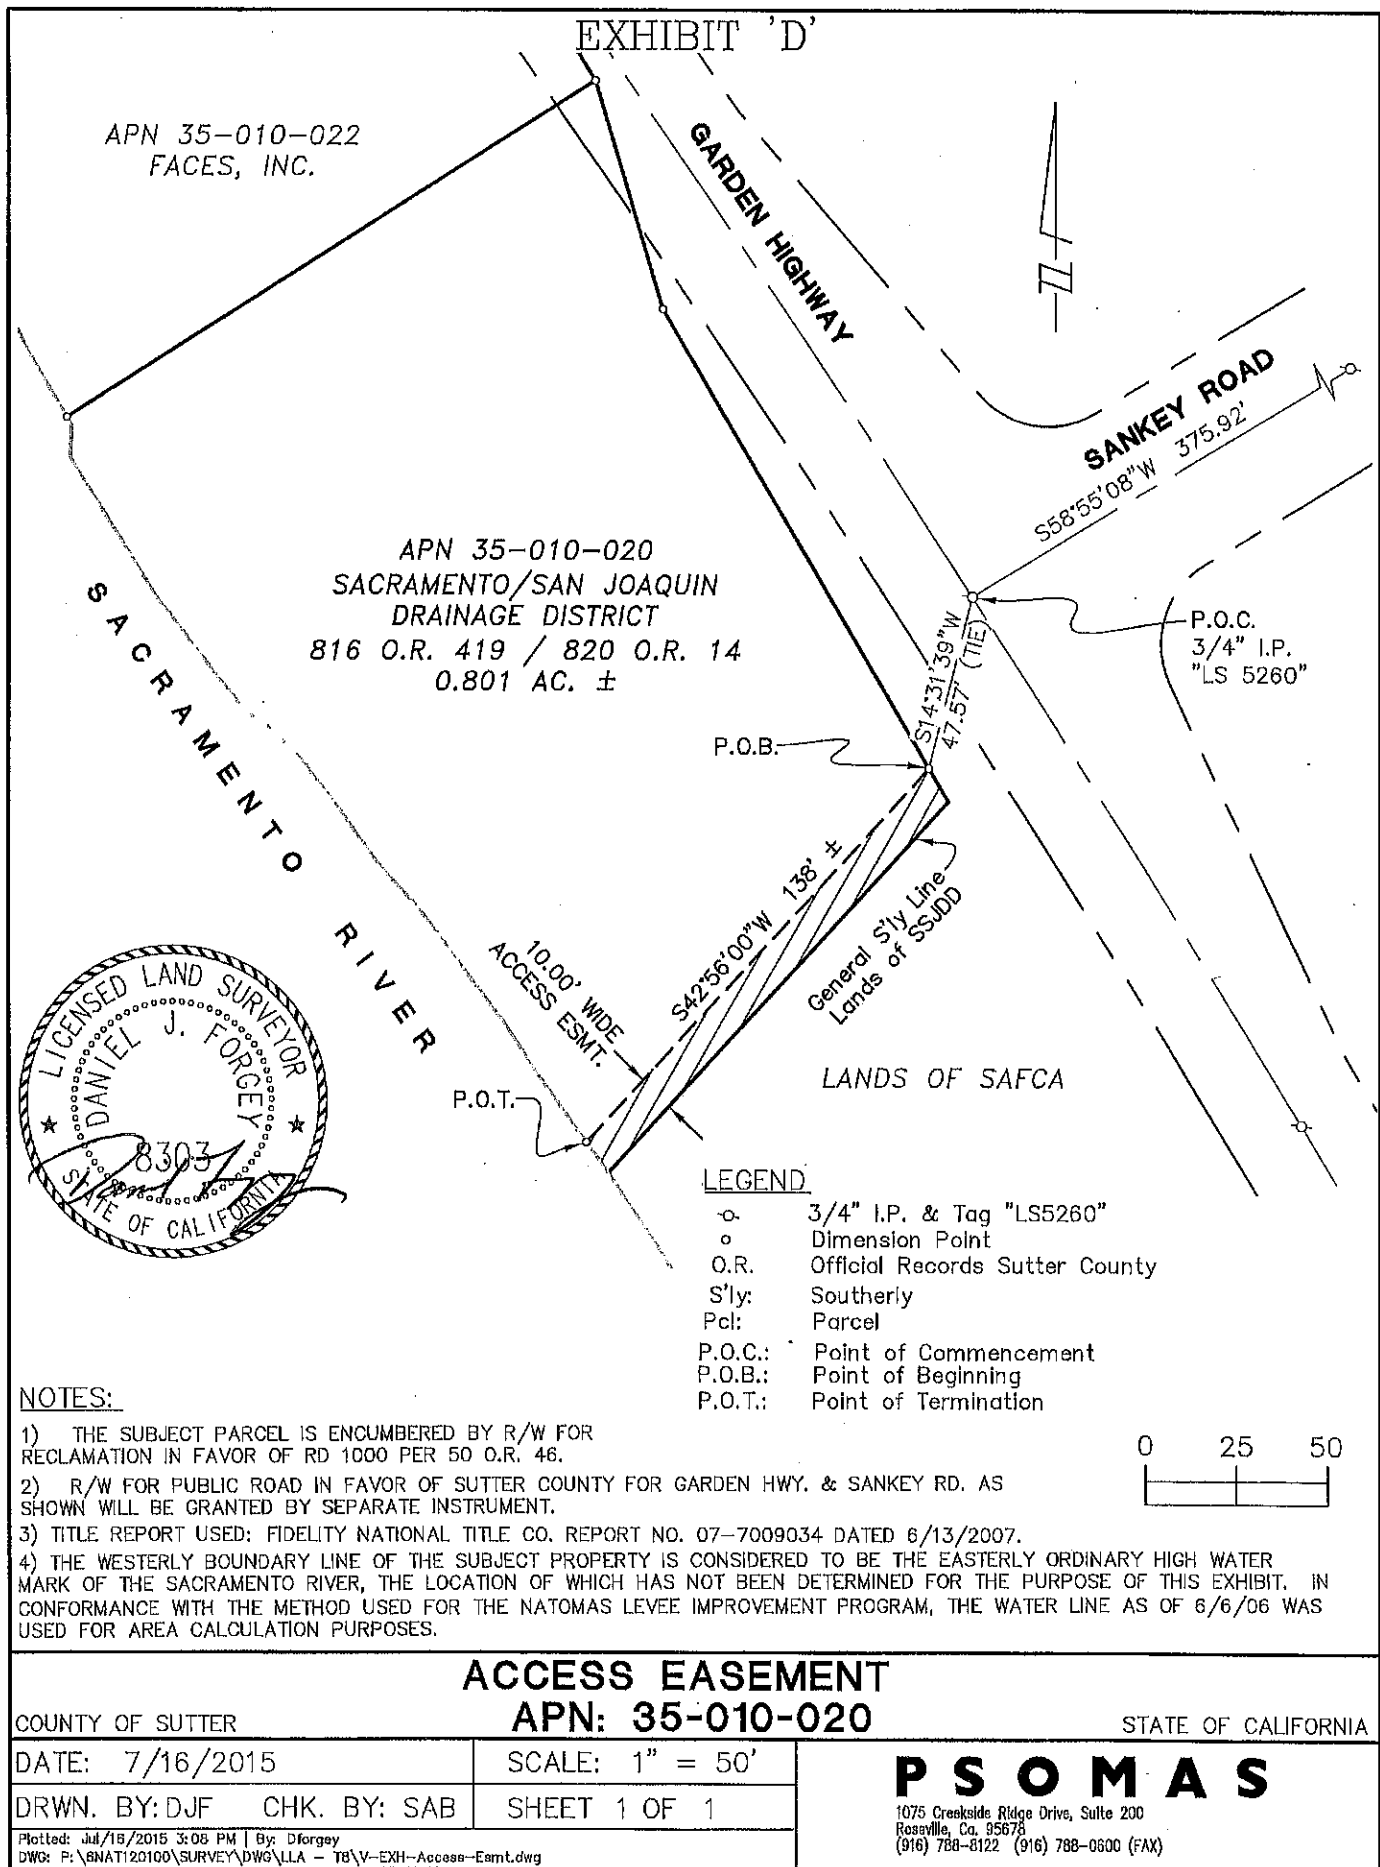 EXHIBIT 'D'
APN 35-010-022
FACES, INC.
GARDEN HIGHWAY
SANKEY ROAD
S58°55'08"W 375.92'
APN 35-010-020
SACRAMENTO/SAN JOAQUIN
DRAINAGE DISTRICT
816 O.R. 419 / 820 O.R. 14
0.801 AC. ±
P.O.C.
3/4" I.P.
"LS 5260"
S14°31'39"W
47.57' (TIE)
P.O.B.
SACRAMENTO RIVER
S42°56'00"W 138' ±
10.00' WIDE
ACCESS ESMT.
General S'ly Line
Lands of SSJDD
LANDS OF SAFCA
P.O.T.
LICENSED LAND SURVEYOR
DANIEL J. FORGEY
8303
STATE OF CALIFORNIA
LEGEND
3/4" I.P. & Tag "LS5260"
Dimension Point
O.R. Official Records Sutter County
S'ly: Southerly
Pcl: Parcel
P.O.C.: Point of Commencement
P.O.B.: Point of Beginning
P.O.T.: Point of Termination
0 25 50
NOTES:
1) THE SUBJECT PARCEL IS ENCUMBERED BY R/W FOR
RECLAMATION IN FAVOR OF RD 1000 PER 50 O.R. 46.
2) R/W FOR PUBLIC ROAD IN FAVOR OF SUTTER COUNTY FOR GARDEN HWY. & SANKEY RD. AS
SHOWN WILL BE GRANTED BY SEPARATE INSTRUMENT.
3) TITLE REPORT USED: FIDELITY NATIONAL TITLE CO. REPORT NO. 07-7009034 DATED 6/13/2007.
4) THE WESTERLY BOUNDARY LINE OF THE SUBJECT PROPERTY IS CONSIDERED TO BE THE EASTERLY ORDINARY HIGH WATER
MARK OF THE SACRAMENTO RIVER, THE LOCATION OF WHICH HAS NOT BEEN DETERMINED FOR THE PURPOSE OF THIS EXHIBIT. IN
CONFORMANCE WITH THE METHOD USED FOR THE NATOMAS LEVEE IMPROVEMENT PROGRAM, THE WATER LINE AS OF 6/6/06 WAS
USED FOR AREA CALCULATION PURPOSES.
ACCESS EASEMENT
APN: 35-010-020
COUNTY OF SUTTER
STATE OF CALIFORNIA
DATE: 7/16/2015
SCALE: 1" = 50'
DRWN. BY: DJF CHK. BY: SAB
SHEET 1 OF 1
Plotted: Jul/16/2015 3:08 PM | By: Dforgey
DWG: P:\6NAT120100\SURVEY\DWG\LLA - TB\V-EXH-Access-Esmt.dwg
PSOMAS
1075 Creekside Ridge Drive, Suite 200
Roseville, Ca. 95678
(916) 788-8122 (916) 788-0600 (FAX)